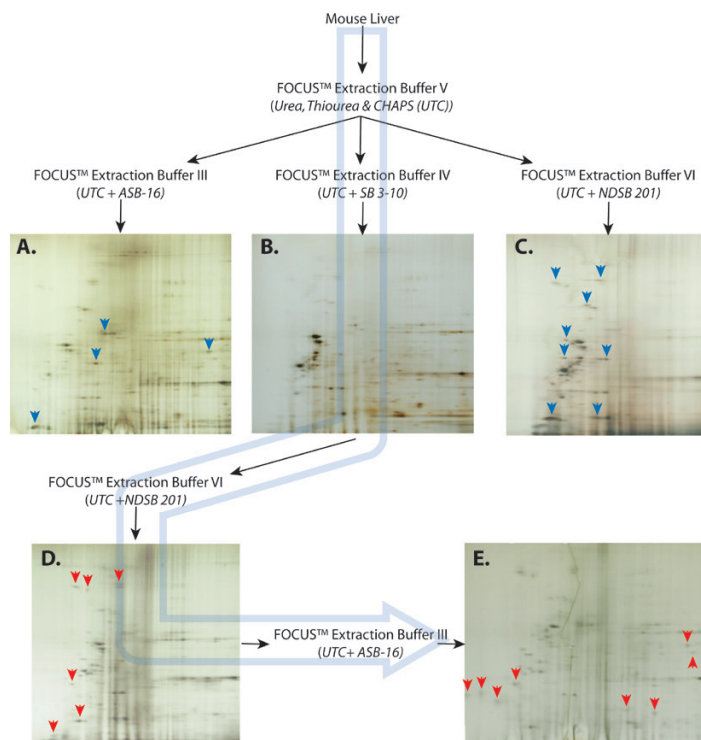 Mouse Liver
FOCUS™ Extraction Buffer V
(Urea, Thiourea & CHAPS (UTC))
FOCUS™ Extraction Buffer III
(UTC + ASB-16)
FOCUS™ Extraction Buffer IV
(UTC + SB 3-10)
FOCUS™ Extraction Buffer VI
(UTC + NDSB 201)
A.
B.
C.
FOCUS™ Extraction Buffer VI
(UTC +NDSB 201)
D.
E.
FOCUS™ Extraction Buffer III
(UTC+ ASB-16)